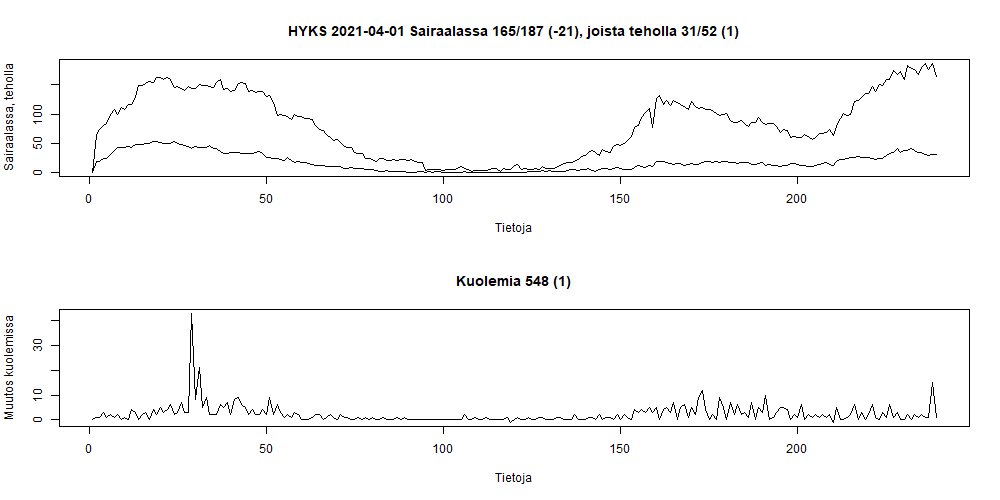 HYKS 2021-04-01 Sairaalassa 165/187 (-21), joista teholla 31/52 (1)
Sairaalassa, teholla
0 50 100
0 50 100 150 200
Tietoja
Kuolemia 548 (1)
Muutos kuolemissa
0 10 30
0 50 100 150 200
Tietoja